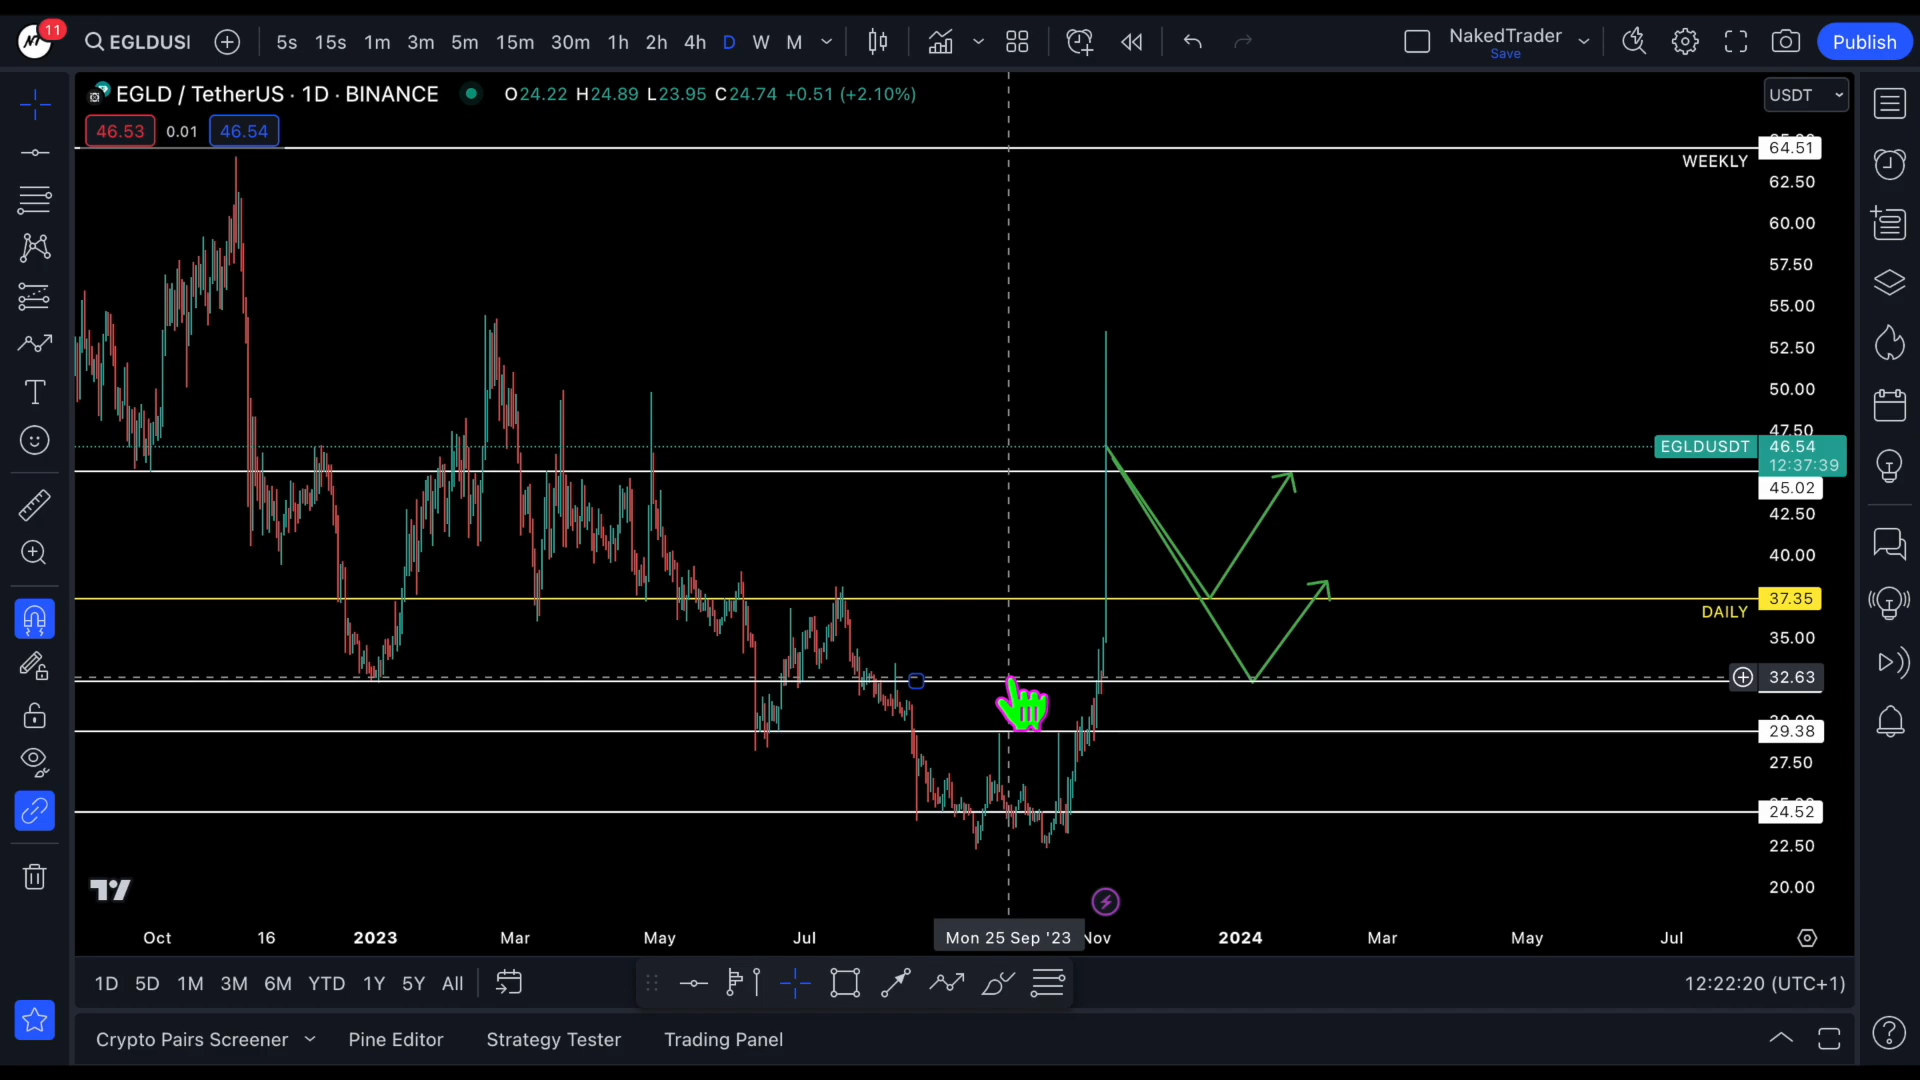 11
EGLDUSI
5s 15s 1m 3m 5m 15m 30m 1h 2h 4h D W M
NakedTrader
Save
Publish
EGLD / TetherUS · 1D · BINANCE
O24.22 H24.89 L23.95 C24.74 +0.51 (+2.10%)
USDT
46.53 0.01 46.54
64.51
WEEKLY
62.50
60.00
57.50
55.00
52.50
50.00
47.50
EGLDUSDT 46.54
12:37:39
45.02
42.50
40.00
37.35
DAILY
35.00
32.63
29.38
27.50
24.52
22.50
20.00
Oct 16 2023 Mar May Jul Mon 25 Sep '23 Nov 2024 Mar May Jul
1D 5D 1M 3M 6M YTD 1Y 5Y All
12:22:20 (UTC+1)
Crypto Pairs Screener Pine Editor Strategy Tester Trading Panel